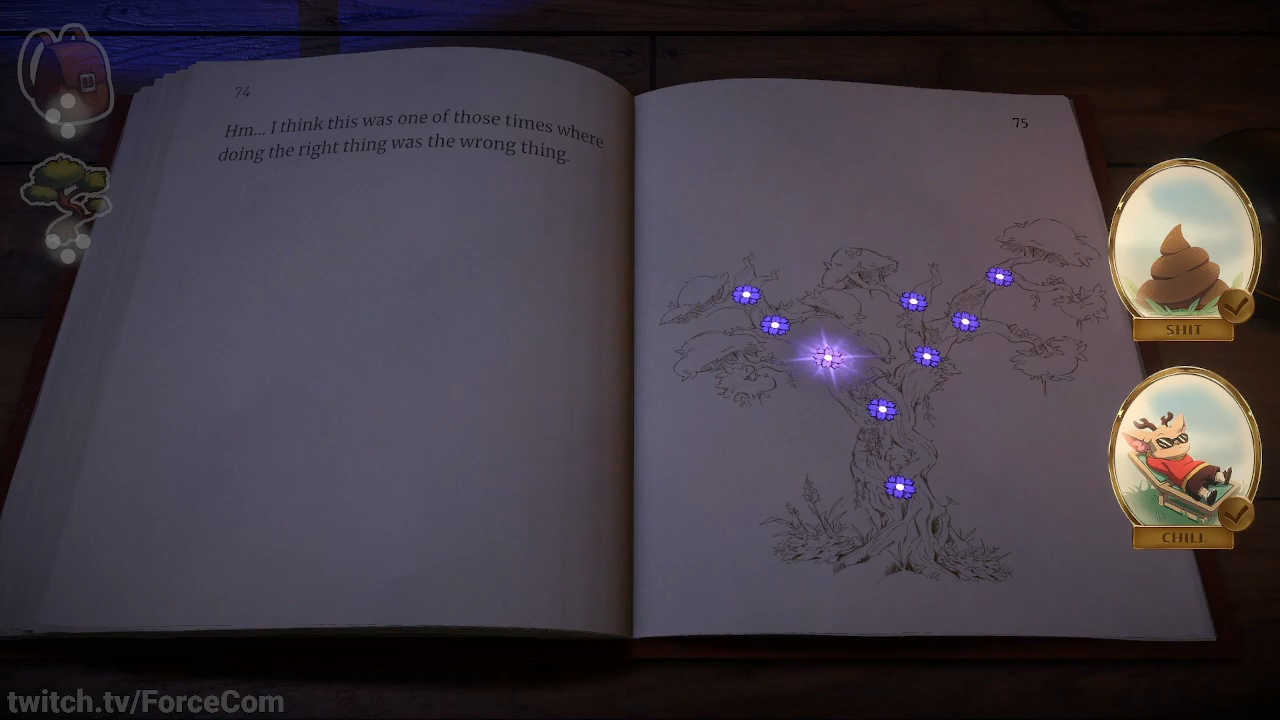 74
Hm... I think this was one of those times where
doing the right thing was the wrong thing.
75
SHIT
CHILL
twitch.tv/ForceCom